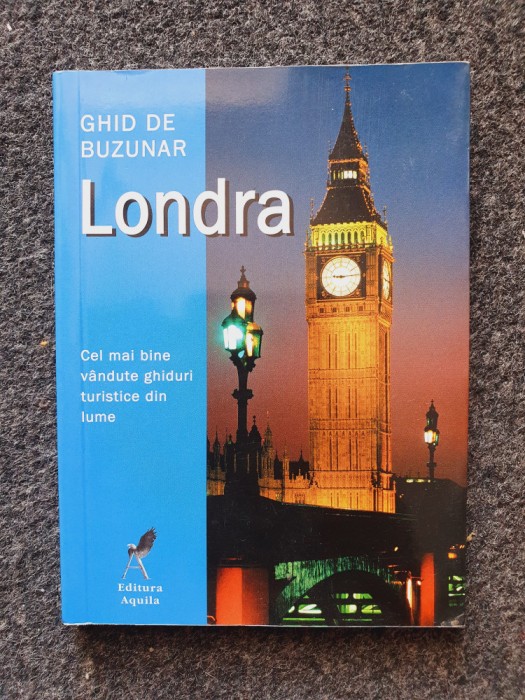 GHID DE
BUZUNAR
Londra
Cel mai bine
vândute ghiduri
turistice din
lume
Editura
Aquila